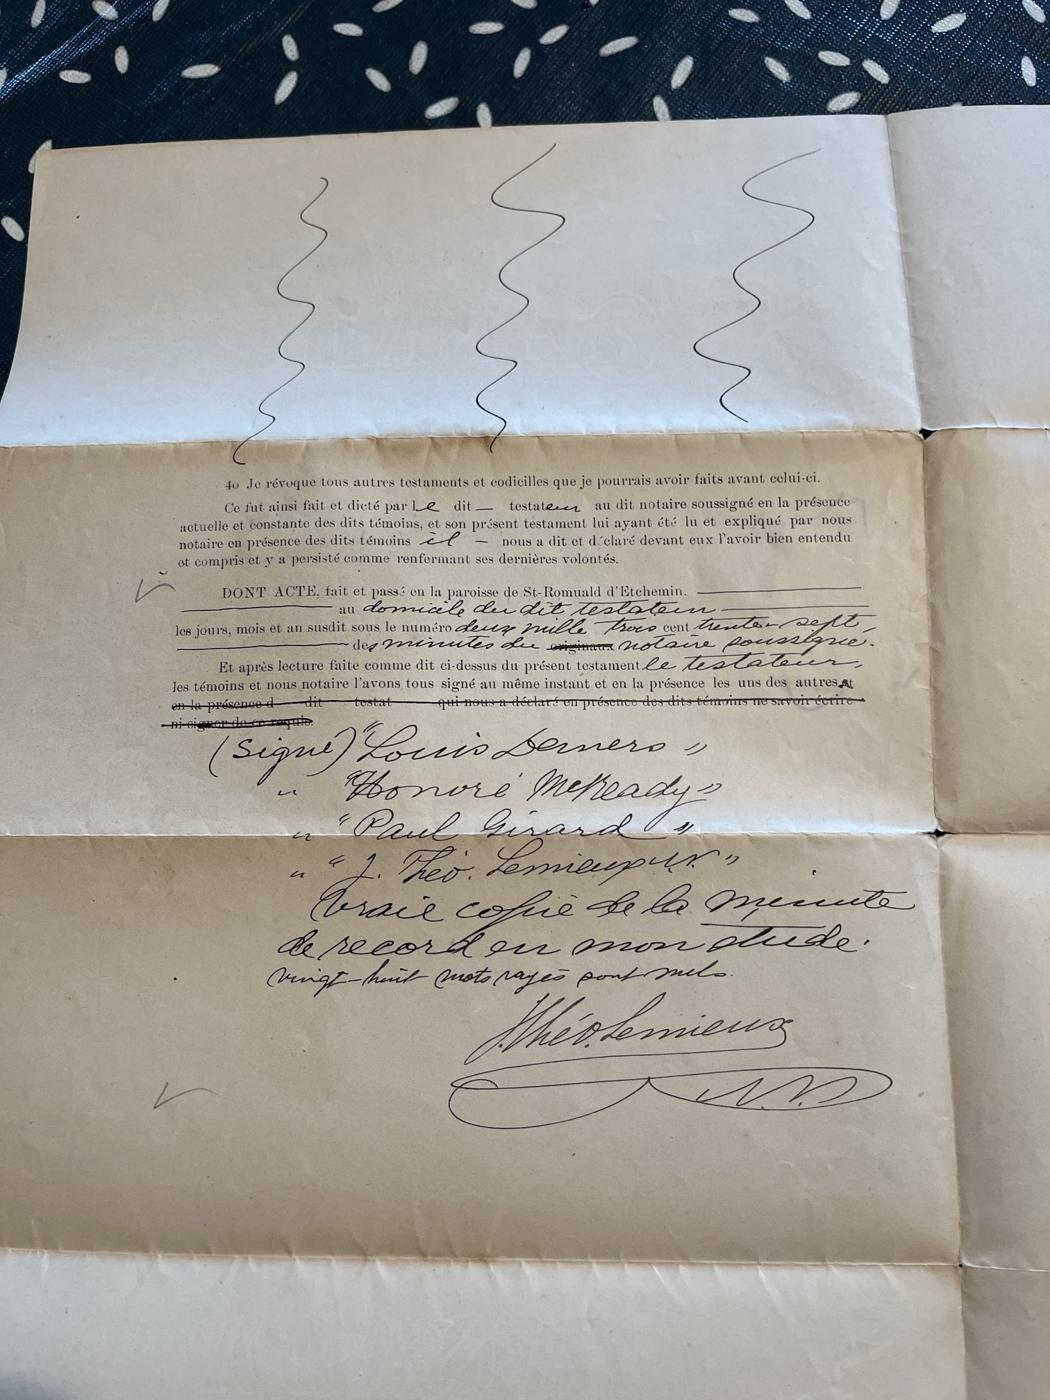 4o Je révoque tous autres testaments et codicilles que je pourrais avoir faits avant celui-ci.
Ce fut ainsi fait et dicté par le dit — testateur au dit notaire soussigné en la présence
actuelle et constante des dits témoins, et son présent testament lui ayant été lu et expliqué par nous
notaire en présence des dits témoins il — nous a dit et déclaré devant eux l'avoir bien entendu
et compris et y a persisté comme renfermant ses dernières volontés.
DONT ACTE, fait et passé en la paroisse de St-Romuald d'Etchemin.
au domicile du dit testateur
les jours, mois et an susdit sous le numéro deux mille trois cent trente-sept
des minutes du originaux notaire soussigné.
Et après lecture faite comme dit ci-dessus du présent testament le testateur,
les témoins et nous notaire l'avons tous signé au même instant et en la présence les uns des autres et
en la présence d dit testat qui nous a déclaré en présence des dits témoins ne savoir écrire
ni signer de ce requis.
(Signé) "Louis Demers"
" "Honoré McKeady"
" "Paul Girard"
" "J. Théo. Lemieux N.P."
Vraie copie de la minute
de record en mon étude.
vingt-huit mots rayés sont nuls.
J. Théo. Lemieux
N.P.